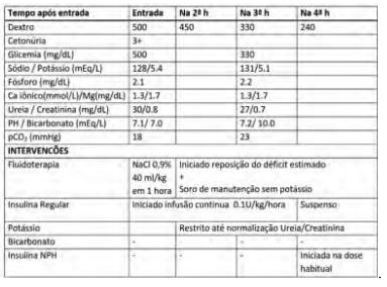 Tempo após entrada Entrada Na 2ª h Na 3ª h Na 4ª h
Dextro 500 450 330 240
Cetonúria 3+
Glicemia (mg/dL) 500 330
Sódio / Potássio (mEq/L) 128/5.4 131/5.1
Fósforo (mg/dL) 2.1 2.2
Ca iônico(mmol/L)/Mg(mg/dL) 1.3/1.7 1.3/1.7
Ureia / Creatinina (mg/dL) 30/0.8 27/0.7
PH / Bicarbonato (mEq/L) 7.1/ 7.0 7.2/ 10.0
pCO₂ (mmHg) 18 23
INTERVENCÕES
Fluidoterapia NaCl 0,9% Iniciado reposição do déficit estimado
40 ml/kg +
em 1 hora Soro de manutenção sem potássio
Insulina Regular Iniciado infusão continua 0.1U/kg/hora Suspenso
Potássio Restrito até normalização Ureia/Creatinina
Bicarbonato - - - -
Insulina NPH - - - Iniciada na dose
habitual